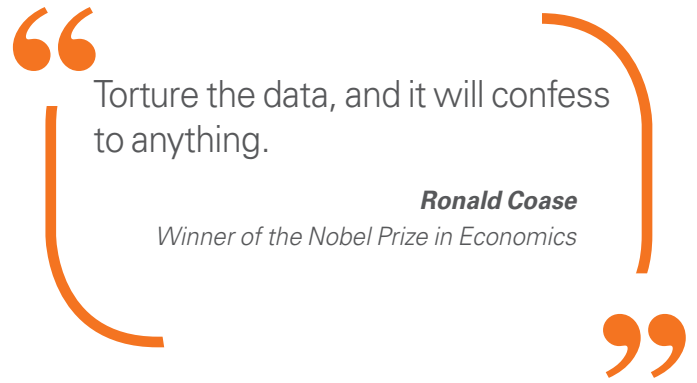 “
Torture the data, and it will confess
to anything.
Ronald Coase
Winner of the Nobel Prize in Economics
”